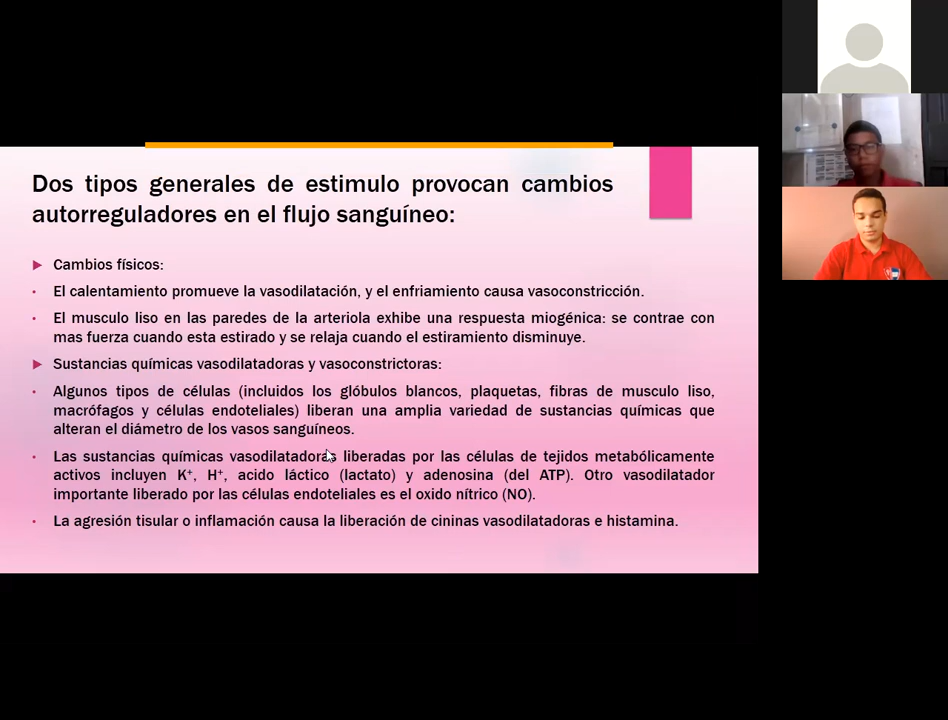 Dos tipos generales de estimulo provocan cambios
autorreguladores en el flujo sanguíneo:
Cambios físicos:
El calentamiento promueve la vasodilatación, y el enfriamiento causa vasoconstricción.
El musculo liso en las paredes de la arteriola exhibe una respuesta miogénica: se contrae con
mas fuerza cuando esta estirado y se relaja cuando el estiramiento disminuye.
Sustancias químicas vasodilatadoras y vasoconstrictoras:
Algunos tipos de células (incluidos los glóbulos blancos, plaquetas, fibras de musculo liso,
macrófagos y células endoteliales) liberan una amplia variedad de sustancias químicas que
alteran el diámetro de los vasos sanguíneos.
Las sustancias químicas vasodilatadoras liberadas por las células de tejidos metabólicamente
activos incluyen K⁺, H⁺, acido láctico (lactato) y adenosina (del ATP). Otro vasodilatador
importante liberado por las células endoteliales es el oxido nítrico (NO).
La agresión tisular o inflamación causa la liberación de cininas vasodilatadoras e histamina.